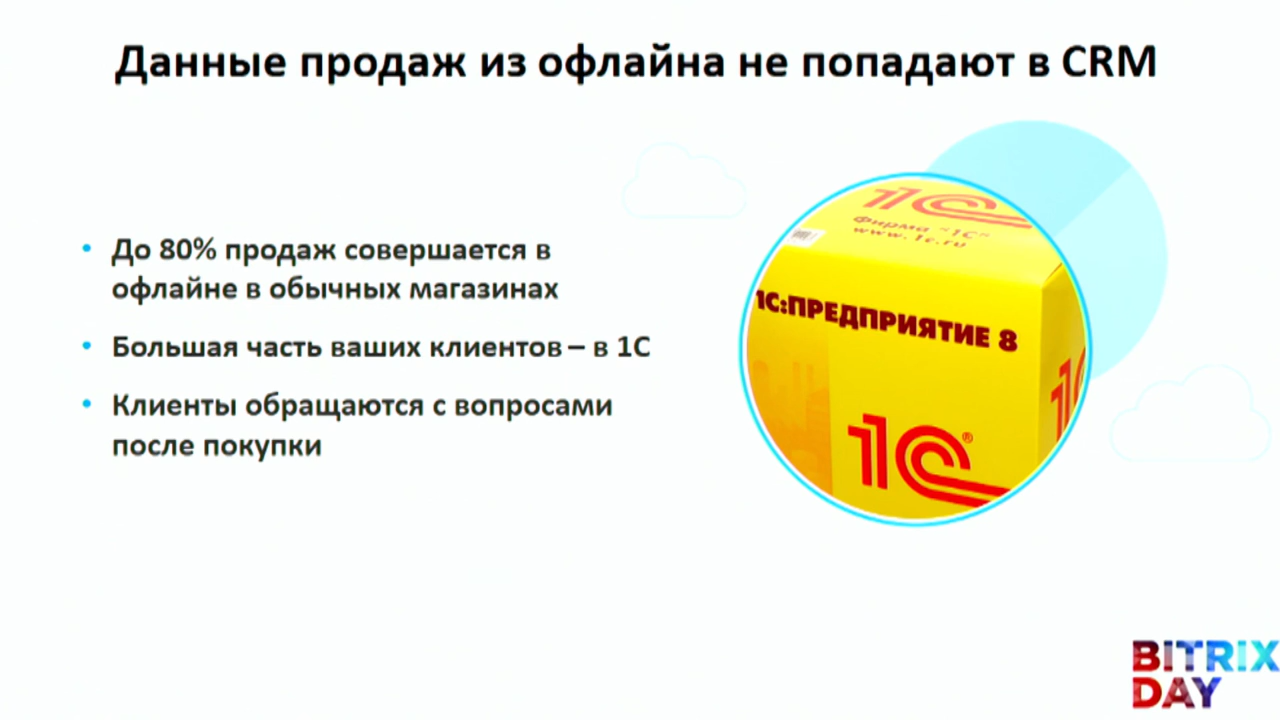 Данные продаж из офлайна не попадают в CRM
До 80% продаж совершается в
офлайне в обычных магазинах
Большая часть ваших клиентов – в 1С
Клиенты обращаются с вопросами
после покупки
1С
Фирма "1С"
www.1c.ru
1С:ПРЕДПРИЯТИЕ 8
1С®
1С
BITRIX
DAY